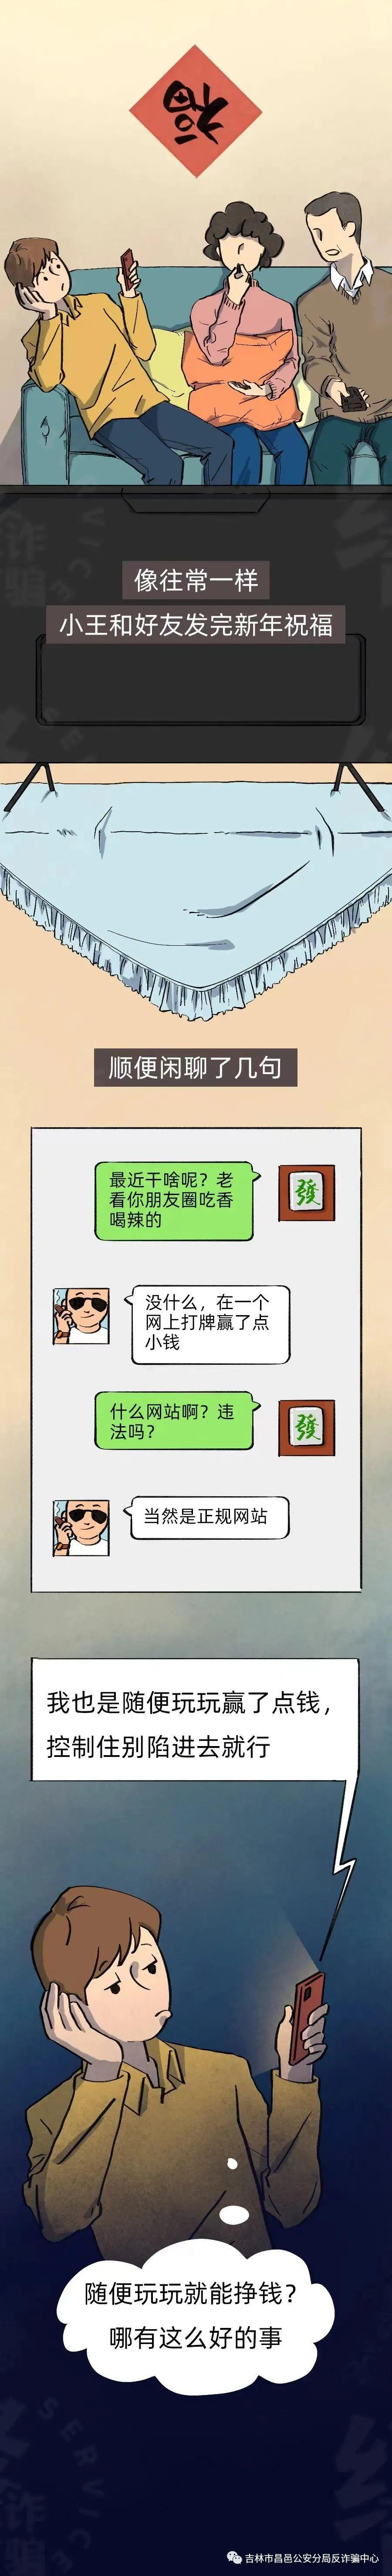 福
像往常一样
小王和好友发完新年祝福
顺便闲聊了几句
最近干啥呢？老
看你朋友圈吃香
喝辣的
發
没什么，在一个
网上打牌赢了点
小钱
什么网站啊？违
法吗？
發
当然是正规网站
我也是随便玩玩赢了点钱，
控制住别陷进去就行
随便玩玩就能挣钱？
哪有这么好的事
吉林市昌邑公安分局反诈骗中心